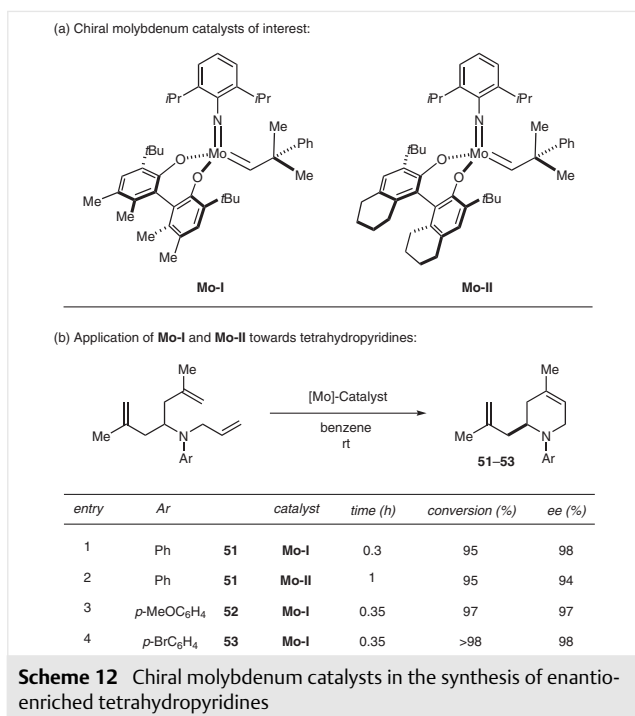 (a) Chiral molybdenum catalysts of interest:
iPr
iPr
N
Me
Ph
tBu
O
Mo
Me
O
Me
Me
tBu
Me
Me
Mo-I
iPr
iPr
N
Me
Ph
tBu
O
Mo
Me
O
tBu
Mo-II
(b) Application of Mo-I and Mo-II towards tetrahydropyridines:
Me
Me
N
Ar
[Mo]-Catalyst
benzene
rt
Me
Me
N
Ar
51–53
entry Ar catalyst time (h) conversion (%) ee (%)
1 Ph 51 Mo-I 0.3 95 98
2 Ph 51 Mo-II 1 95 94
3 p-MeOC6H4 52 Mo-I 0.35 97 97
4 p-BrC6H4 53 Mo-I 0.35 >98 98
Scheme 12 Chiral molybdenum catalysts in the synthesis of enantio-
enriched tetrahydropyridines